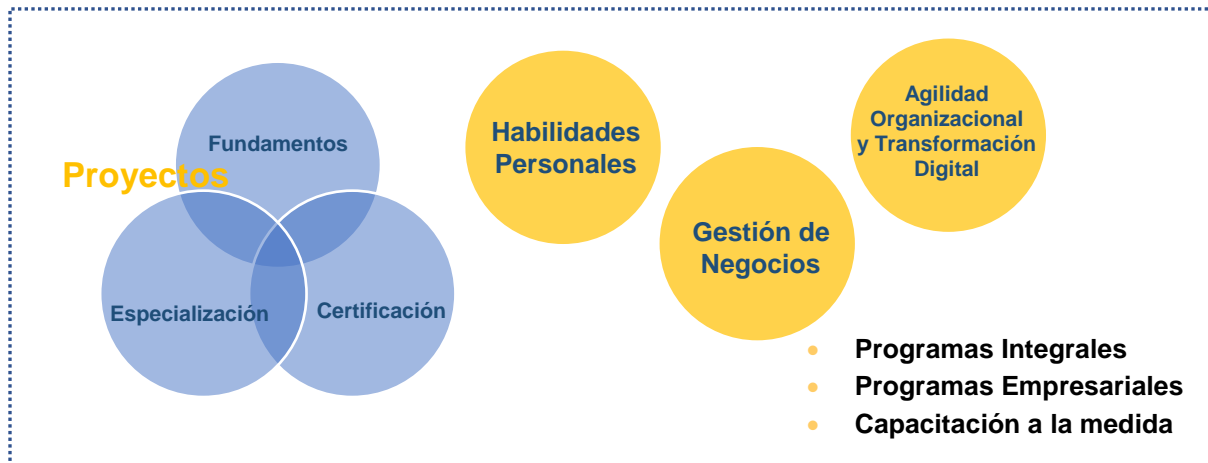 Fundamentos
Proyectos
Especialización
Certificación
Habilidades
Personales
Gestión de
Negocios
Agilidad
Organizacional
y Transformación
Digital
Programas Integrales
Programas Empresariales
Capacitación a la medida